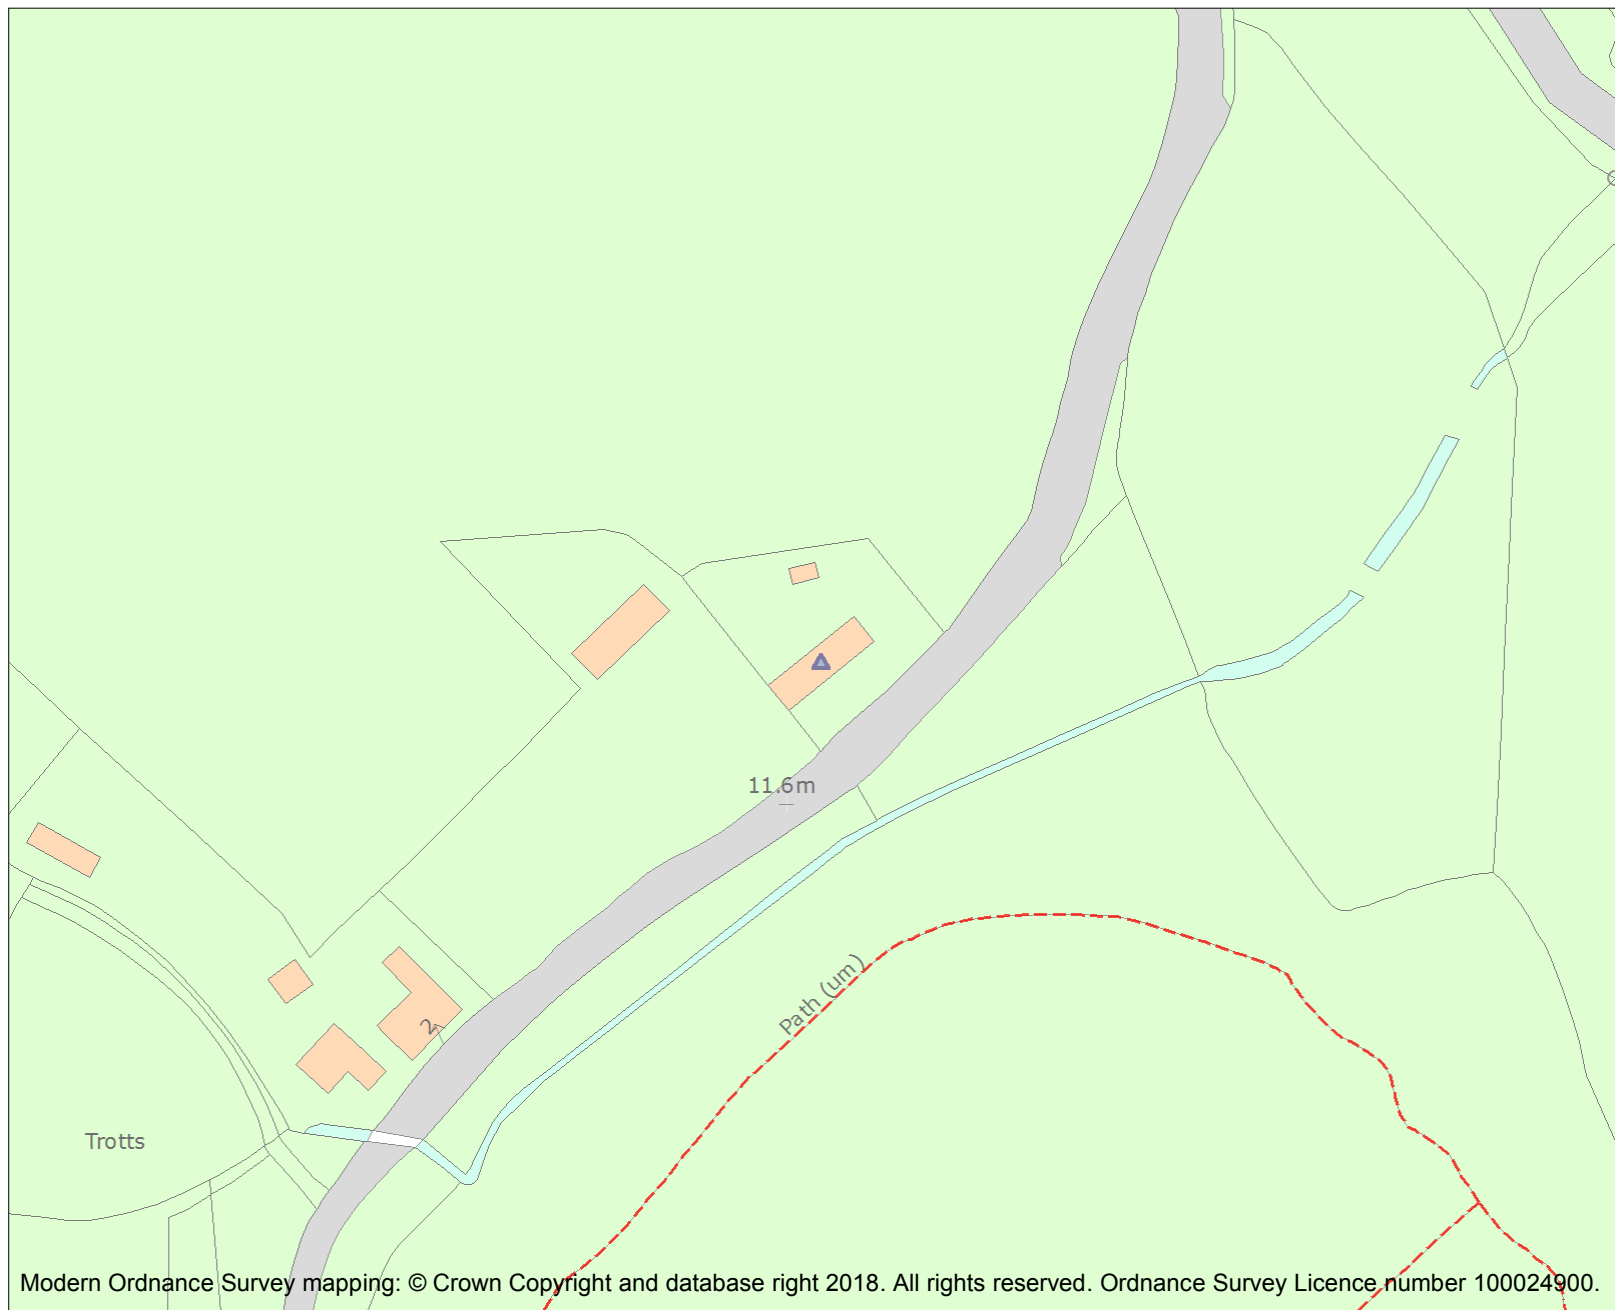 11.6m
Path (um)
2
Trotts
Modern Ordnance Survey mapping: © Crown Copyright and database right 2018. All rights reserved. Ordnance Survey Licence number 100024900.